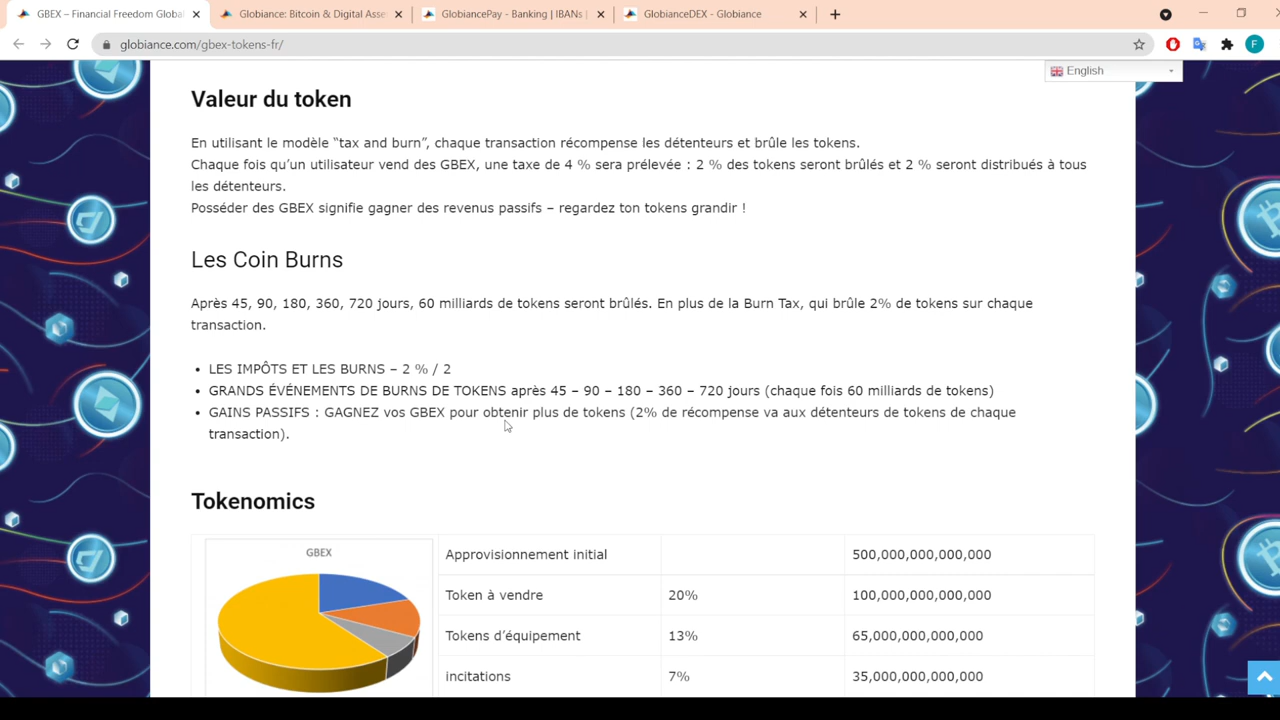 GBEX – Financial Freedom Globa
Globiance: Bitcoin & Digital Asse
GlobiancePay - Banking | IBANs |
GlobianceDEX - Globiance
globiance.com/gbex-tokens-fr/
F
English
Valeur du token
En utilisant le modèle “tax and burn”, chaque transaction récompense les détenteurs et brûle les tokens.
Chaque fois qu’un utilisateur vend des GBEX, une taxe de 4 % sera prélevée : 2 % des tokens seront brûlés et 2 % seront distribués à tous
les détenteurs.
Posséder des GBEX signifie gagner des revenus passifs – regardez ton tokens grandir !
Les Coin Burns
Après 45, 90, 180, 360, 720 jours, 60 milliards de tokens seront brûlés. En plus de la Burn Tax, qui brûle 2% de tokens sur chaque
transaction.
• LES IMPÔTS ET LES BURNS – 2 % / 2
• GRANDS ÉVÉNEMENTS DE BURNS DE TOKENS après 45 – 90 – 180 – 360 – 720 jours (chaque fois 60 milliards de tokens)
• GAINS PASSIFS : GAGNEZ vos GBEX pour obtenir plus de tokens (2% de récompense va aux détenteurs de tokens de chaque
transaction).
Tokenomics
GBEX
Approvisionnement initial 500,000,000,000,000
Token à vendre 20% 100,000,000,000,000
Tokens d’équipement 13% 65,000,000,000,000
incitations 7% 35,000,000,000,000